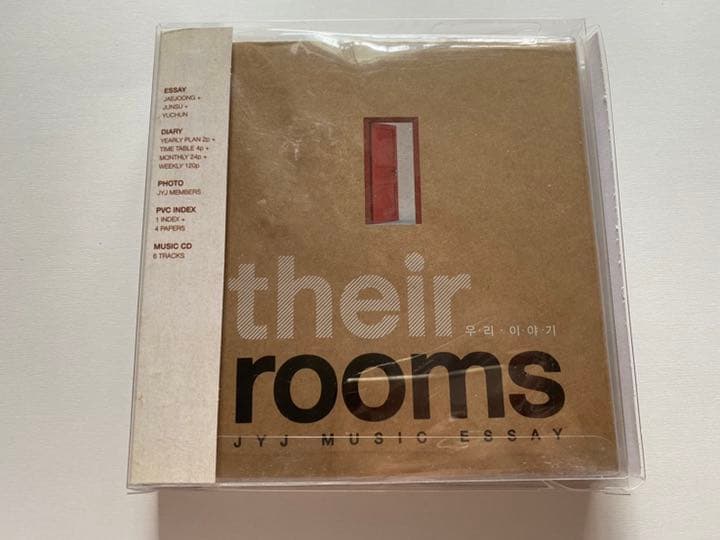 ESSAY
JAEJOONG +
JUNSU +
YUCHUN
DIARY
YEARLY PLAN 2p +
TIME TABLE 4p +
MONTHLY 24p +
WEEKLY 120p
PHOTO
JYJ MEMBERS
PVC INDEX
1 INDEX +
4 PAPERS
MUSIC CD
6 TRACKS
their
우·리·이·야·기
rooms
JYJ MUSIC ESSAY